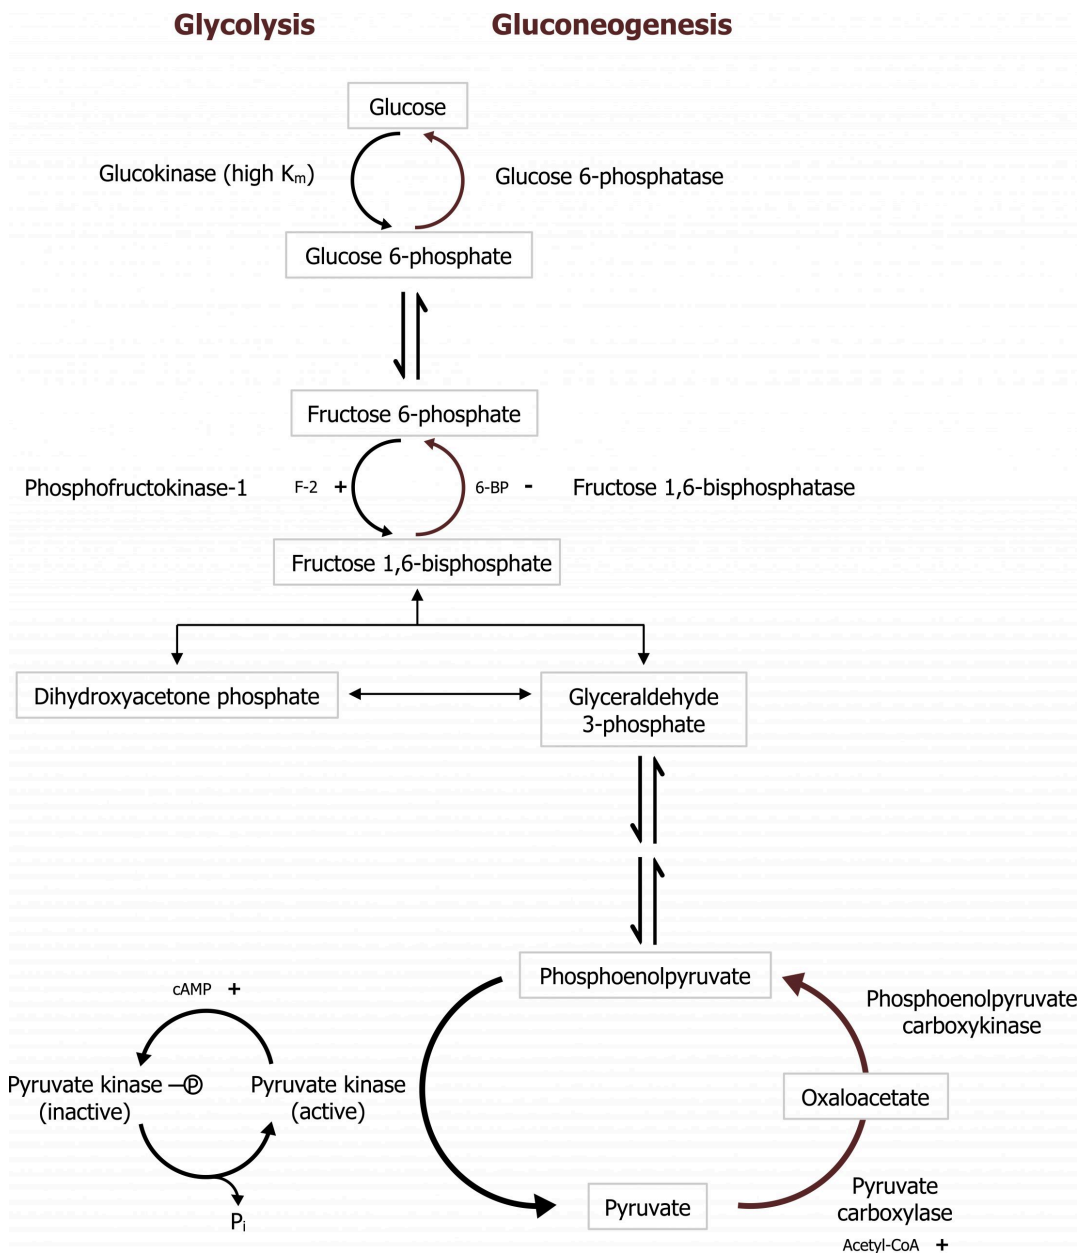 Glycolysis
Gluconeogenesis
Glucose
Glucokinase (high Km)
Glucose 6-phosphatase
Glucose 6-phosphate
Fructose 6-phosphate
Phosphofructokinase-1
F-2 +
6-BP -
Fructose 1,6-bisphosphatase
Fructose 1,6-bisphosphate
Dihydroxyacetone phosphate
Glyceraldehyde
3-phosphate
Phosphoenolpyruvate
cAMP +
Phosphoenolpyruvate
carboxykinase
Pyruvate kinase
P
(inactive)
Pyruvate kinase
(active)
Oxaloacetate
Pyruvate
Pyruvate
carboxylase
Pi
Acetyl-CoA +